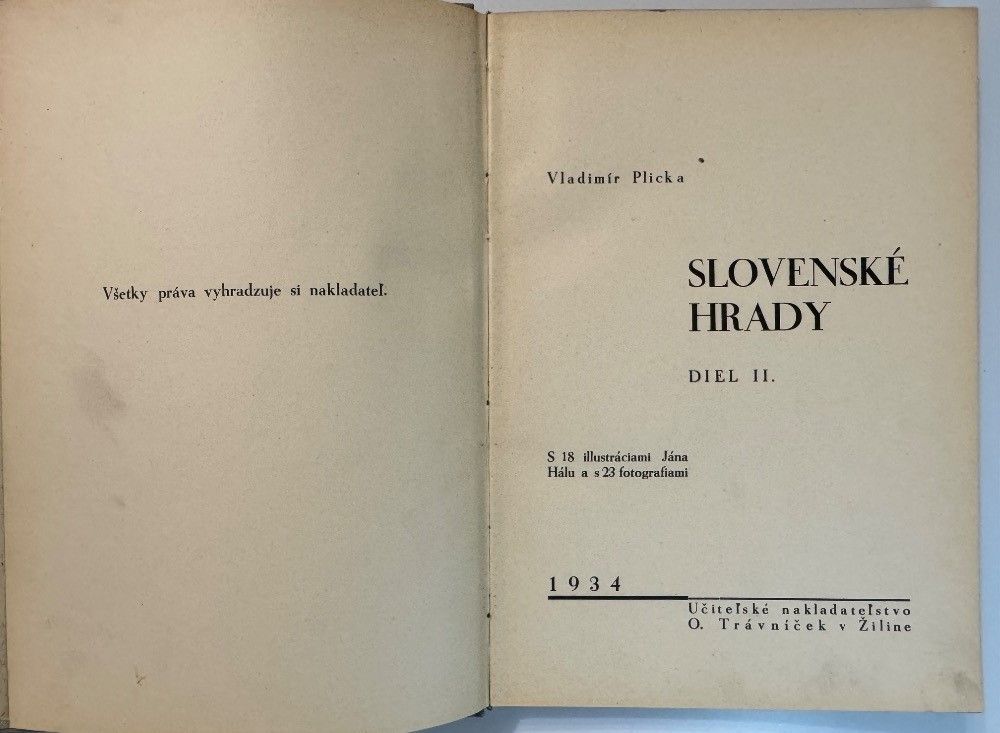 Všetky práva vyhradzuje si nakladateľ.
Vladimír Plicka
SLOVENSKÉ
HRADY
DIEL II.
S 18 illustráciami Jána
Hálu a s 23 fotografiami
1934
Učiteľské nakladateľstvo
O. Trávníček v Žiline